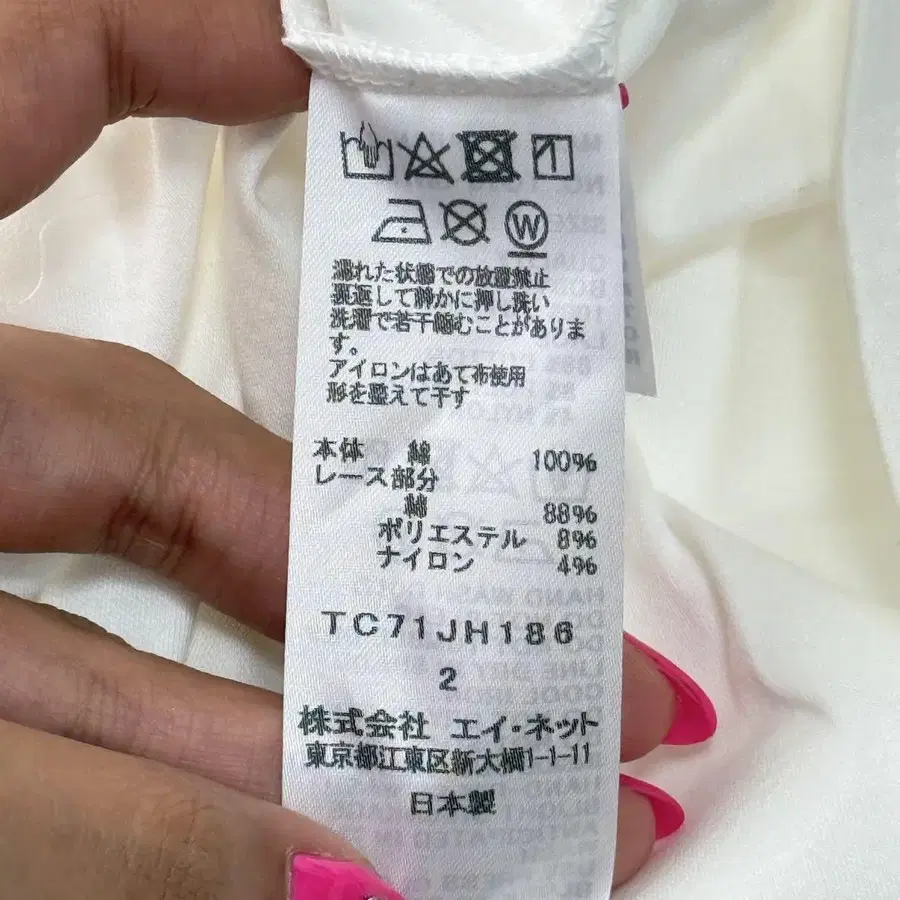 W
濡れた状態での放置禁止
裏返して静かに押し洗い
洗濯で若干縮むことがありま
す。
アイロンはあて布使用
形を整えて干す
本体 綿 100%
レース部分
綿 88%
ポリエステル 8%
ナイロン 4%
TC71JH186
2
株式会社 エイ・ネット
東京都江東区新大橋1-1-11
日本製